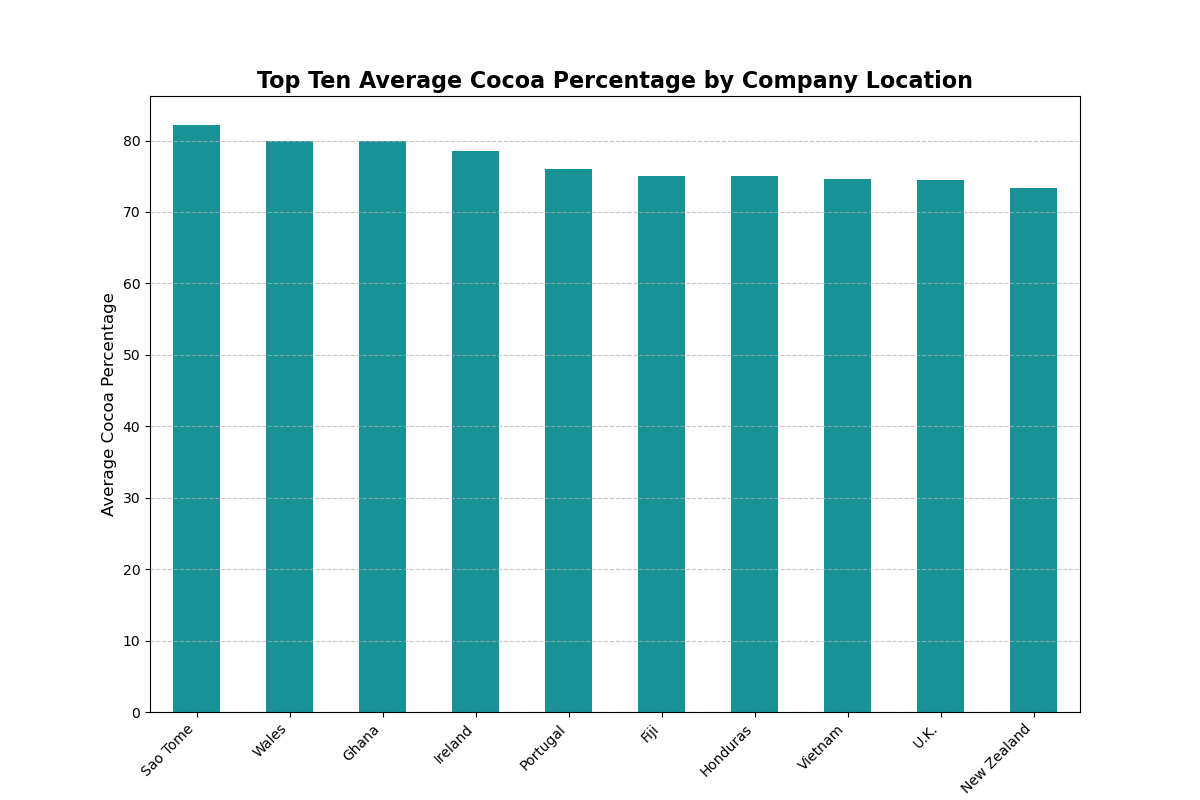 Top Ten Average Cocoa Percentage by Company Location
Average Cocoa Percentage
80
70
60
50
40
30
20
10
0
Sao Tome
Wales
Ghana
Ireland
Portugal
Fiji
Honduras
Vietnam
U.K.
New Zealand